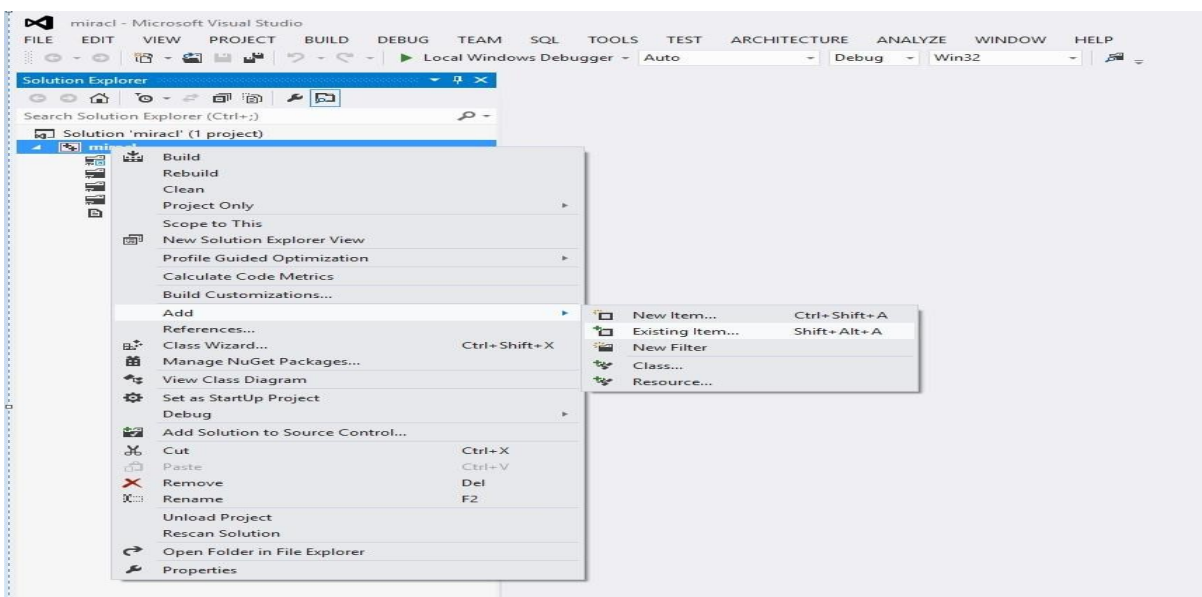 miracl - Microsoft Visual Studio
FILE EDIT VIEW PROJECT BUILD DEBUG TEAM SQL TOOLS TEST ARCHITECTURE ANALYZE WINDOW HELP
Local Windows Debugger Auto Debug Win32
Solution Explorer
Search Solution Explorer (Ctrl+;)
Solution 'miracl' (1 project)
Build
Rebuild
Clean
Project Only
Scope to This
New Solution Explorer View
Profile Guided Optimization
Calculate Code Metrics
Build Customizations...
Add
References...
Class Wizard... Ctrl+Shift+X
Manage NuGet Packages...
View Class Diagram
Set as StartUp Project
Debug
Add Solution to Source Control...
Cut Ctrl+X
Paste Ctrl+V
Remove Del
Rename F2
Unload Project
Rescan Solution
Open Folder in File Explorer
Properties
New Item... Ctrl+Shift+A
Existing Item... Shift+Alt+A
New Filter
Class...
Resource...